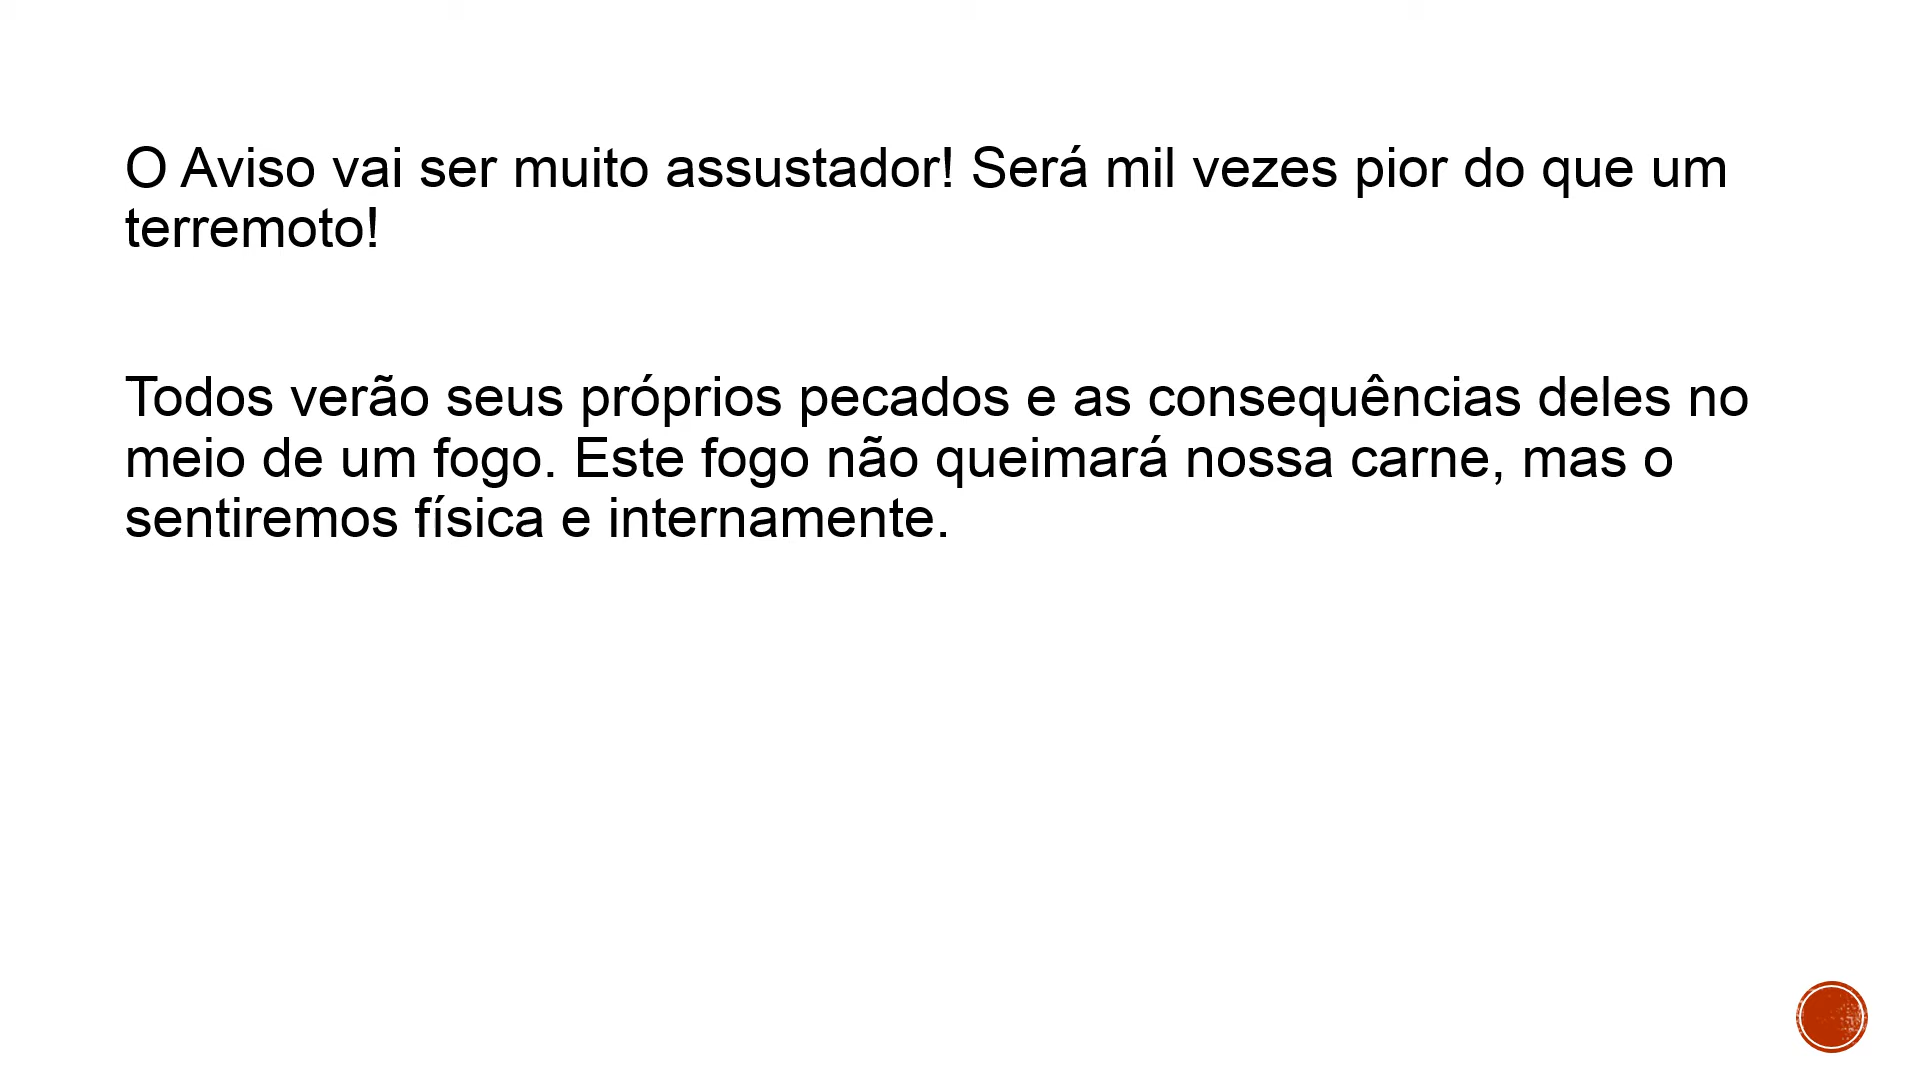 O Aviso vai ser muito assustador! Será mil vezes pior do que um
terremoto!
Todos verão seus próprios pecados e as consequências deles no
meio de um fogo. Este fogo não queimará nossa carne, mas o
sentiremos física e internamente.